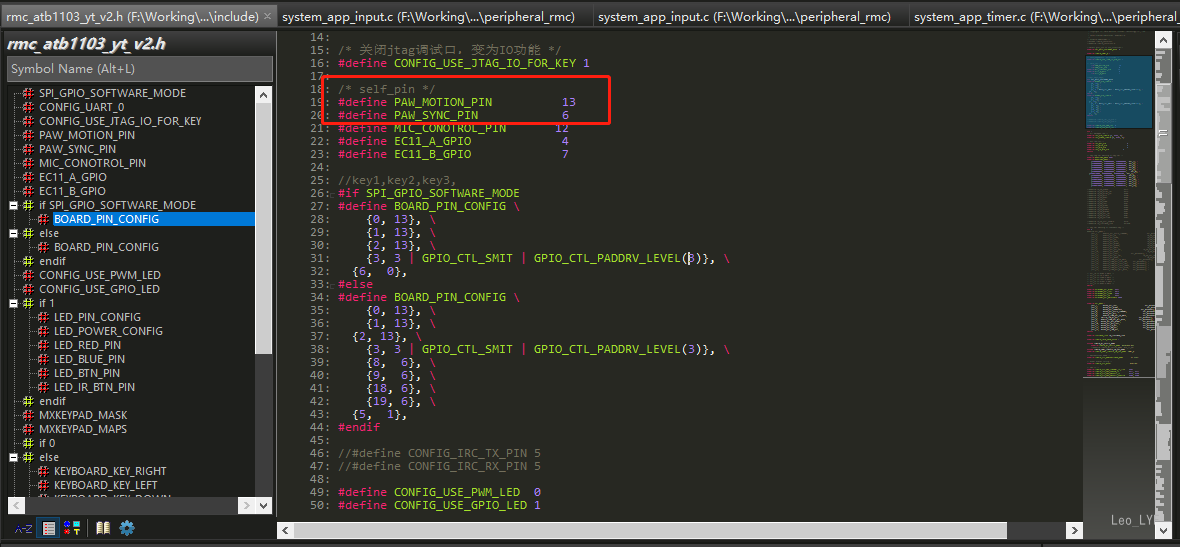 rmc_atb1103_yt_v2.h (F:\Working\...\include) ×
system_app_input.c (F:\Working\...\peripheral_rmc)
system_app_input.c (F:\Working\...\peripheral_rmc)
system_app_timer.c (F:\Working\...\peripheral_
rmc_atb1103_yt_v2.h
Symbol Name (Alt+L)
SPI_GPIO_SOFTWARE_MODE
CONFIG_UART_0
CONFIG_USE_JTAG_IO_FOR_KEY
PAW_MOTION_PIN
PAW_SYNC_PIN
MIC_CONOTROL_PIN
EC11_A_GPIO
EC11_B_GPIO
if SPI_GPIO_SOFTWARE_MODE
BOARD_PIN_CONFIG
else
BOARD_PIN_CONFIG
endif
CONFIG_USE_PWM_LED
CONFIG_USE_GPIO_LED
if 1
LED_PIN_CONFIG
LED_POWER_CONFIG
LED_RED_PIN
LED_BLUE_PIN
LED_BTN_PIN
LED_IR_BTN_PIN
endif
MXKEYPAD_MASK
MXKEYPAD_MAPS
if 0
else
KEYBOARD_KEY_RIGHT
KEYBOARD_KEY_LEFT
KEYBOARD_KEY_DOWN
A-Z
14:
15: /* 关闭jtag调试口，变为IO功能 */
16: #define CONFIG_USE_JTAG_IO_FOR_KEY 1
17:
18: /* self_pin */
19: #define PAW_MOTION_PIN 13
20: #define PAW_SYNC_PIN 6
21: #define MIC_CONOTROL_PIN 12
22: #define EC11_A_GPIO 4
23: #define EC11_B_GPIO 7
24:
25: //key1,key2,key3,
26: #if SPI_GPIO_SOFTWARE_MODE
27: #define BOARD_PIN_CONFIG \
28: {0, 13}, \
29: {1, 13}, \
30: {2, 13}, \
31: {3, 3 | GPIO_CTL_SMIT | GPIO_CTL_PADDRV_LEVEL(3)}, \
32: {6, 0},
33: #else
34: #define BOARD_PIN_CONFIG \
35: {0, 13}, \
36: {1, 13}, \
37: {2, 13}, \
38: {3, 3 | GPIO_CTL_SMIT | GPIO_CTL_PADDRV_LEVEL(3)}, \
39: {8, 6}, \
40: {9, 6}, \
41: {18, 6}, \
42: {19, 6}, \
43: {5, 1},
44: #endif
45:
46: //#define CONFIG_IRC_TX_PIN 5
47: //#define CONFIG_IRC_RX_PIN 5
48:
49: #define CONFIG_USE_PWM_LED 0
50: #define CONFIG_USE_GPIO_LED 1
Leo_LY